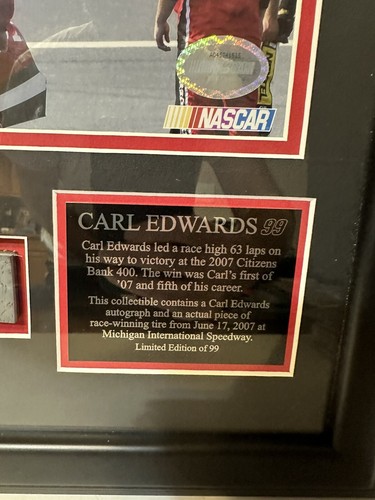 NASCAR
CARL EDWARDS 99
Carl Edwards led a race high 63 laps on
his way to victory at the 2007 Citizens
Bank 400. The win was Carl's first of
'07 and fifth of his career.
This collectible contains a Carl Edwards
autograph and an actual piece of
race-winning tire from June 17, 2007 at
Michigan International Speedway.
Limited Edition of 99